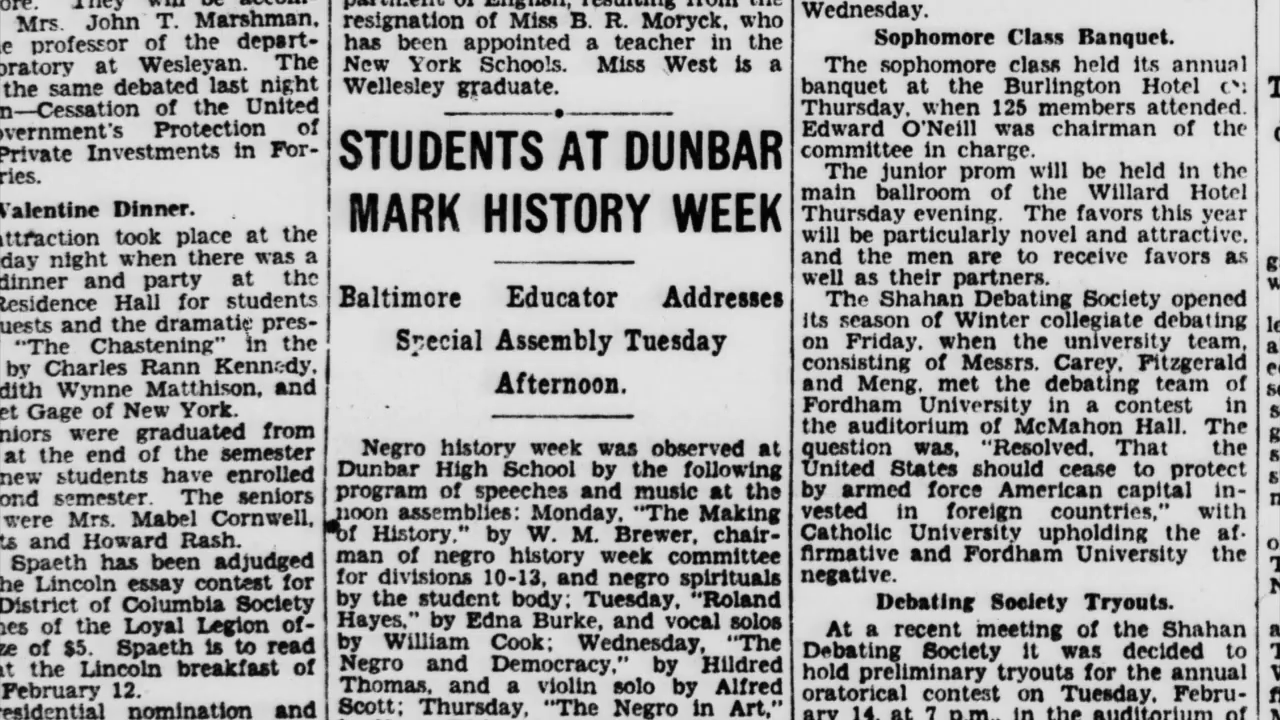 ore. They will be accom-
Mrs. John T. Marshman,
e professor of the depart-
oratory at Wesleyan. The
the same debated last night
n—Cessation of the United
overnment's Protection of
Private Investments in For-
ries.
Valentine Dinner.
attraction took place at the
day night when there was a
dinner and party at the
Residence Hall for students
uests and the dramatic pres-
"The Chastening" in the
by Charles Rann Kennedy,
dith Wynne Matthison, and
et Gage of New York.
niors were graduated from
at the end of the semester
new students have enrolled
ond semester. The seniors
were Mrs. Mabel Cornwell,
ts and Howard Rash.
Spaeth has been adjudged
he Lincoln essay contest for
District of Columbia Society
nes of the Loyal Legion of-
ze of $5. Spaeth is to read
at the Lincoln breakfast of
February 12.
residential nomination and
partment of English, resulting from the
resignation of Miss B. R. Moryck, who
has been appointed a teacher in the
New York Schools. Miss West is a
Wellesley graduate.
STUDENTS AT DUNBAR
MARK HISTORY WEEK
Baltimore Educator Addresses
Special Assembly Tuesday
Afternoon.
Negro history week was observed at
Dunbar High School by the following
program of speeches and music at the
noon assemblies: Monday, "The Making
of History," by W. M. Brewer, chair-
man of negro history week committee
for divisions 10-13, and negro spirituals
by the student body; Tuesday, "Roland
Hayes," by Edna Burke, and vocal solos
by William Cook; Wednesday, "The
Negro and Democracy," by Hildred
Thomas, and a violin solo by Alfred
Scott; Thursday, "The Negro in Art,"
Wednesday.
Sophomore Class Banquet.
The sophomore class held its annual
banquet at the Burlington Hotel
Thursday, when 125 members attended.
Edward O'Neill was chairman of the
committee in charge.
The junior prom will be held in the
main ballroom of the Willard Hotel
Thursday evening. The favors this year
will be particularly novel and attractive,
and the men are to receive favors as
well as their partners.
The Shahan Debating Society opened
its season of Winter collegiate debating
on Friday, when the university team,
consisting of Messrs. Carey, Fitzgerald
and Meng, met the debating team of
Fordham University in a contest in
the auditorium of McMahon Hall. The
question was, "Resolved, That the
United States should cease to protect
by armed force American capital in-
vested in foreign countries," with
Catholic University upholding the af-
firmative and Fordham University the
negative.
Debating Society Tryouts.
At a recent meeting of the Shahan
Debating Society it was decided to
hold preliminary tryouts for the annual
oratorical contest on Tuesday, Febru-
ary 14, at 7 p.m., in the auditorium of